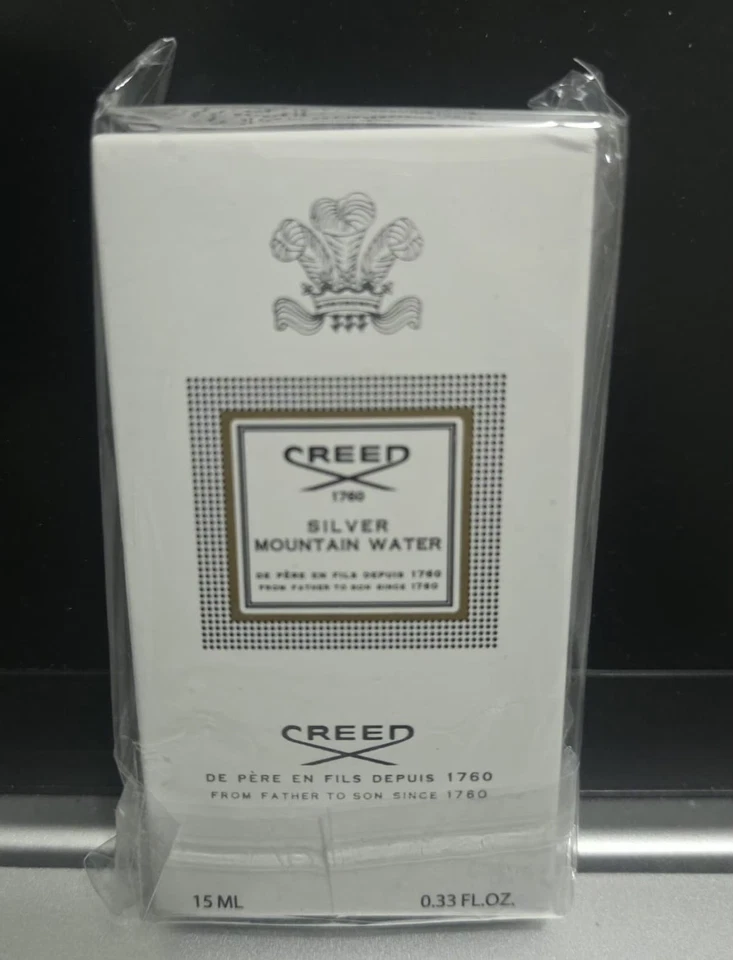 CREED
1760
SILVER
MOUNTAIN WATER
DE PÈRE EN FILS DEPUIS 1760
FROM FATHER TO SON SINCE 1760
CREED
DE PÈRE EN FILS DEPUIS 1760
FROM FATHER TO SON SINCE 1760
15 ML 0.33 FL.OZ.